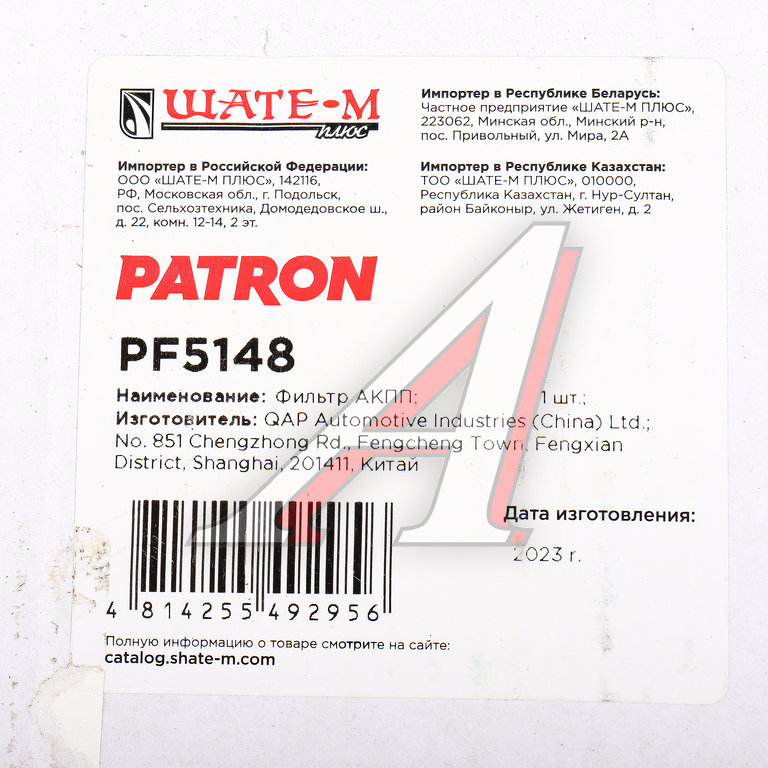 ШАТЕ-М
плюс
Импортер в Российской Федерации:
ООО «ШАТЕ-М ПЛЮС», 142116,
РФ, Московская обл., г. Подольск,
пос. Сельхозтехника, Домодедовское ш.,
д. 22, комн. 12-14, 2 эт.
Импортер в Республике Беларусь:
Частное предприятие «ШАТЕ-М ПЛЮС»,
223062, Минская обл., Минский р-н,
пос. Привольный, ул. Мира, 2А
Импортер в Республике Казахстан:
ТОО «ШАТЕ-М ПЛЮС», 010000,
Республика Казахстан, г. Нур-Султан,
район Байконыр, ул. Жетиген, д. 2
PATRON
PF5148
Наименование: Фильтр АКПП; 1 шт.;
Изготовитель: QAP Automotive Industries (China) Ltd.;
No. 851 Chengzhong Rd., Fengcheng Town, Fengxian
District, Shanghai, 201411, Китай
Дата изготовления:
2023 г.
4 814255 492956
Полную информацию о товаре смотрите на сайте:
catalog.shate-m.com